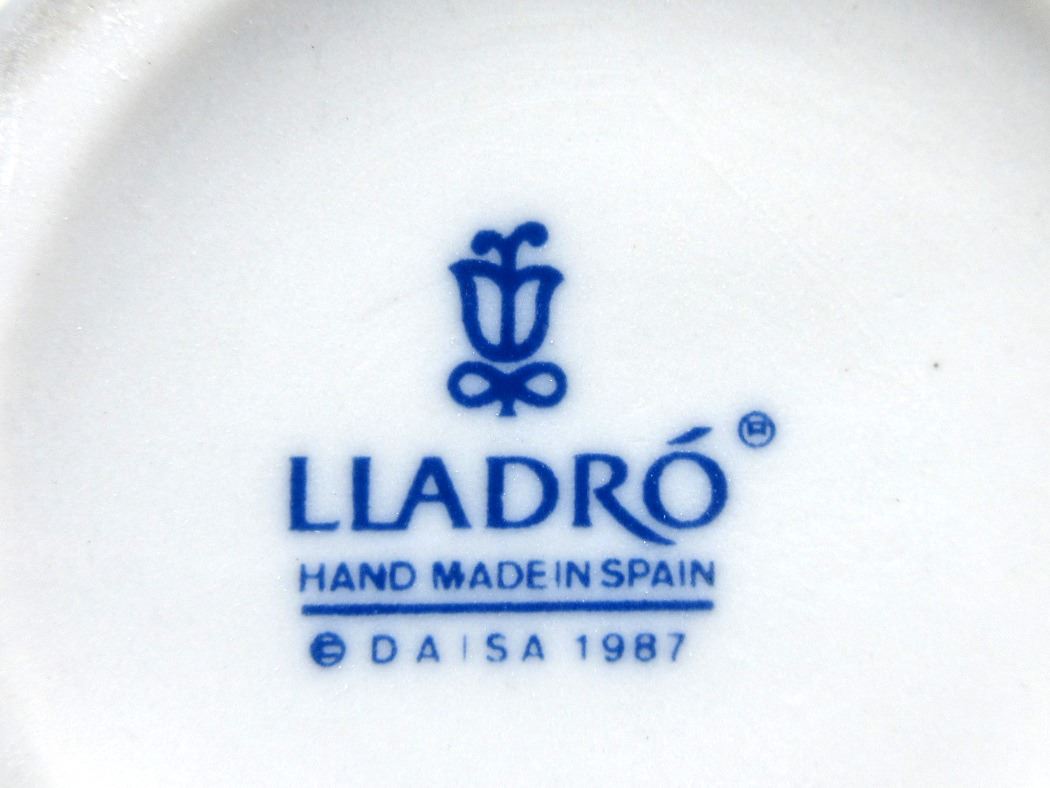 LLADRÓ ®
HAND MADE IN SPAIN
© DAISA 1987